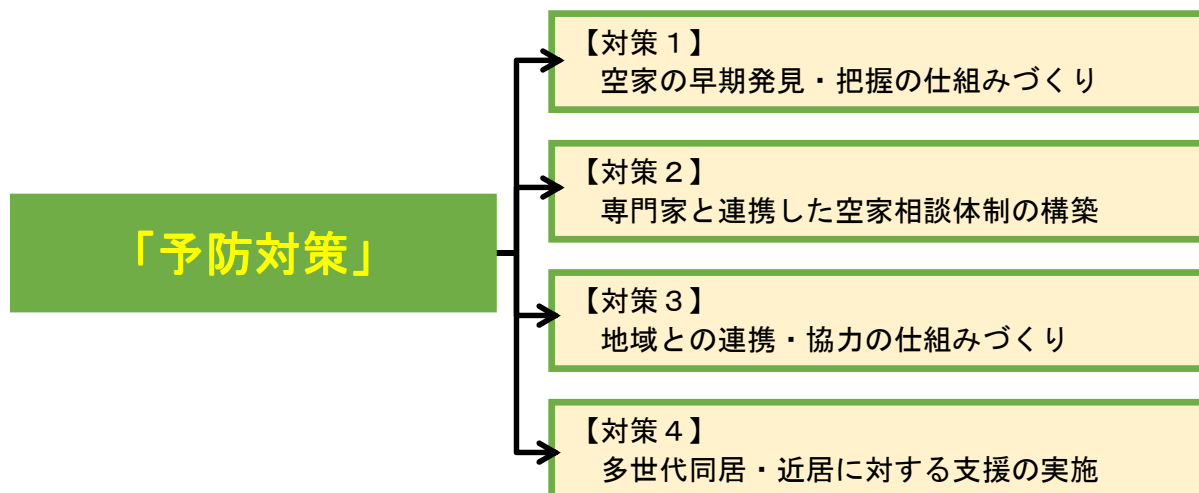 「予防対策」
【対策１】
空家の早期発見・把握の仕組みづくり
【対策２】
専門家と連携した空家相談体制の構築
【対策３】
地域との連携・協力の仕組みづくり
【対策４】
多世代同居・近居に対する支援の実施